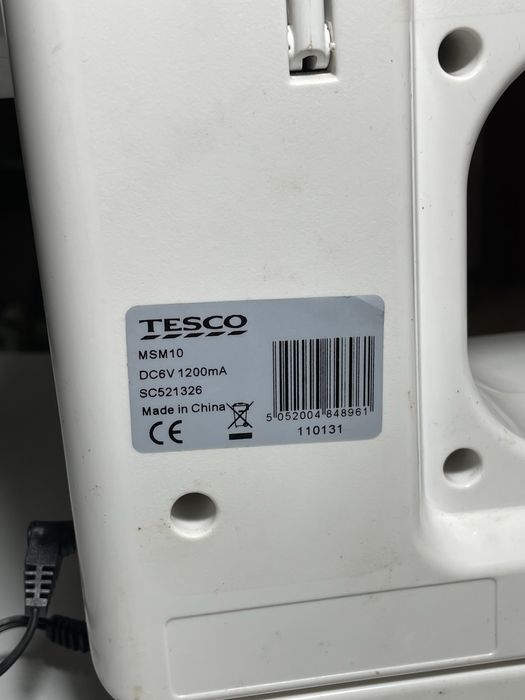 TESCO
MSM10
DC6V 1200mA
SC521326
Made in China
CE
5 052004 848961
110131